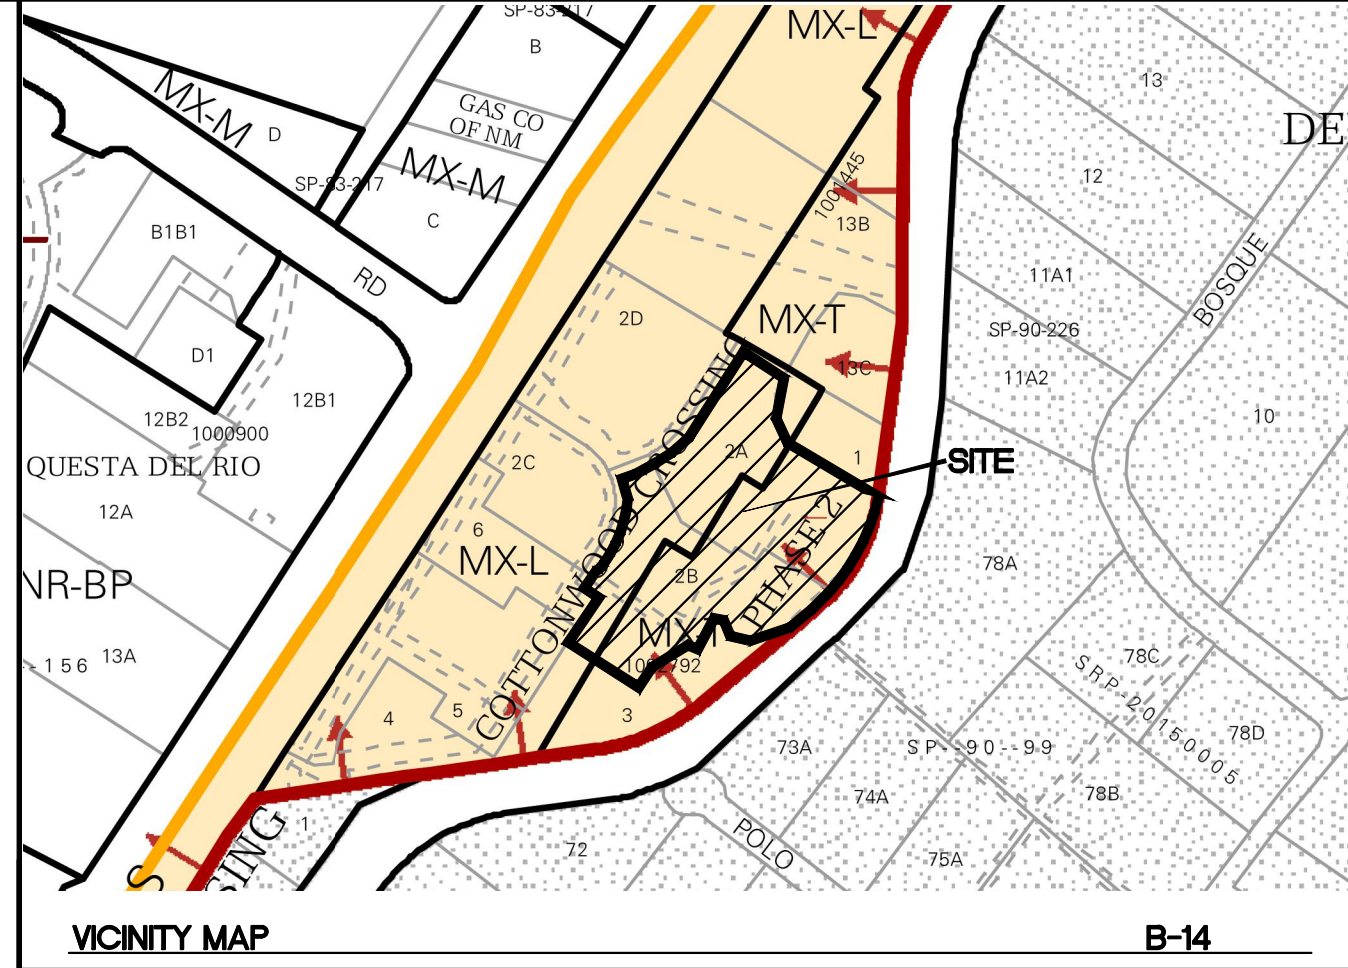 SP-83-217
B
MX-L
13
GAS CO
OF NM
MX-M
D
DE
MX-M
SP-83-217
C
12
1001445
13B
B1B1
RD
11A1
BOSQUE
2D
MX-T
SP-90-226
D1
13C
11A2
12B1
12B2
1000900
10
QUESTA DEL RIO
2C
2A
1
SITE
12A
6
COTTONWOOD CROSSING
PHASE 2
MX-L
78A
NR-BP
2B
MX-T
--156
13A
1002792
78C
SRP-20150005
4
5
3
78D
73A
SP--90--99
74A
78B
1
SING
S
72
POLO
75A
VICINITY MAP
B-14